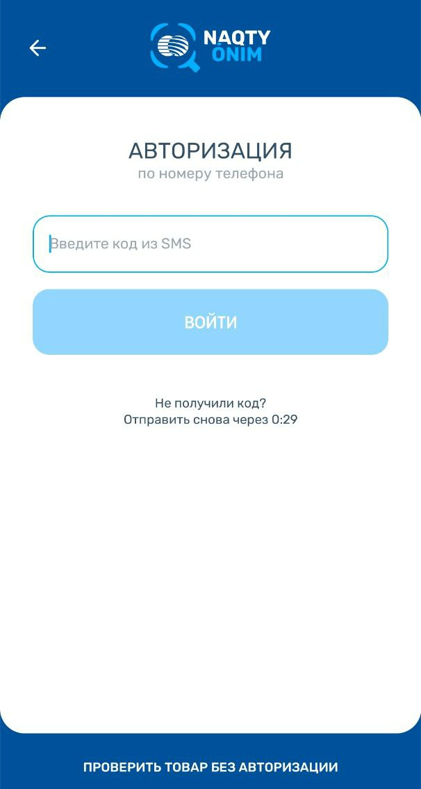 NAQTY
ÓNIM
АВТОРИЗАЦИЯ
по номеру телефона
Введите код из SMS
ВОЙТИ
Не получили код?
Отправить снова через 0:29
ПРОВЕРИТЬ ТОВАР БЕЗ АВТОРИЗАЦИИ